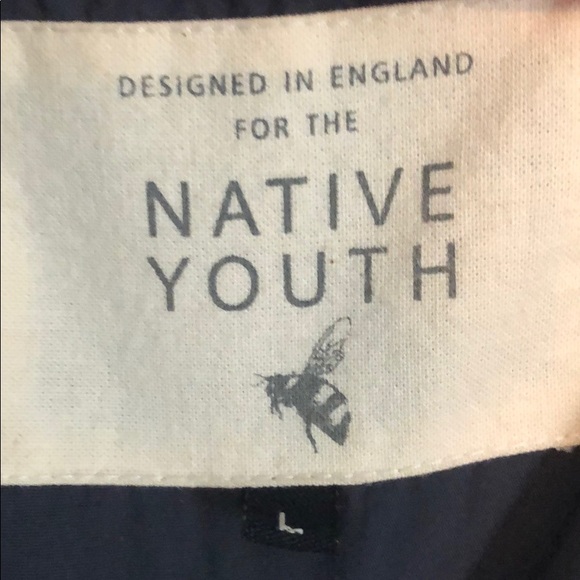 DESIGNED IN ENGLAND
FOR THE
NATIVE
YOUTH
L